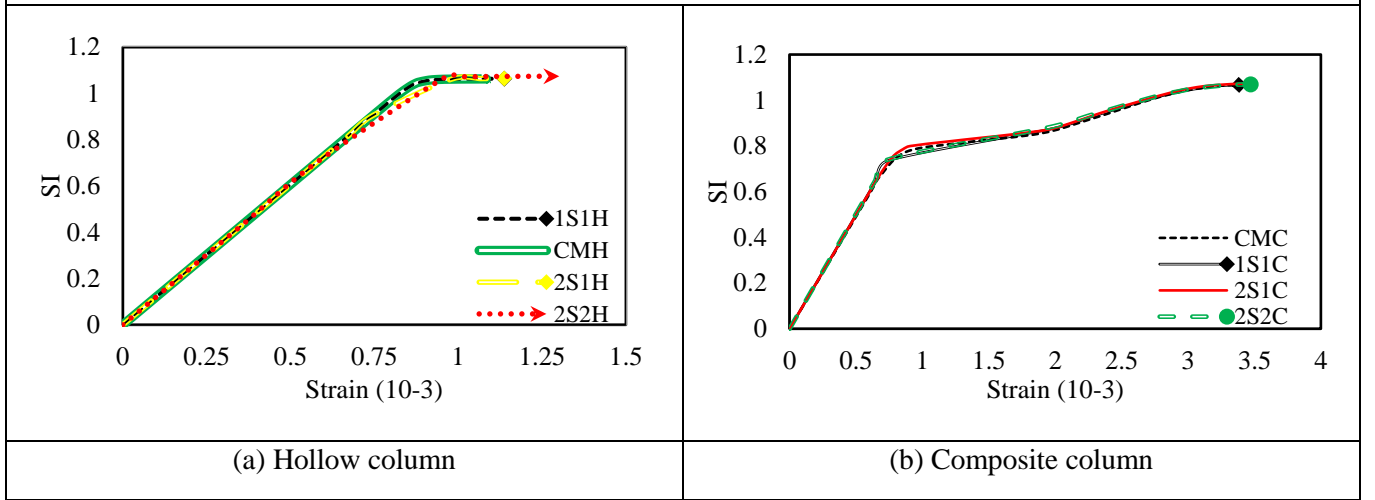 1.2
1
0.8
0.6
0.4
0.2
0
SI
0 0.25 0.5 0.75 1 1.25 1.5
Strain (10-3)
1S1H
CMH
2S1H
2S2H
(a) Hollow column
1.2
1
0.8
0.6
0.4
0.2
0
SI
0 0.5 1 1.5 2 2.5 3 3.5 4
Strain (10-3)
CMC
1S1C
2S1C
2S2C
(b) Composite column